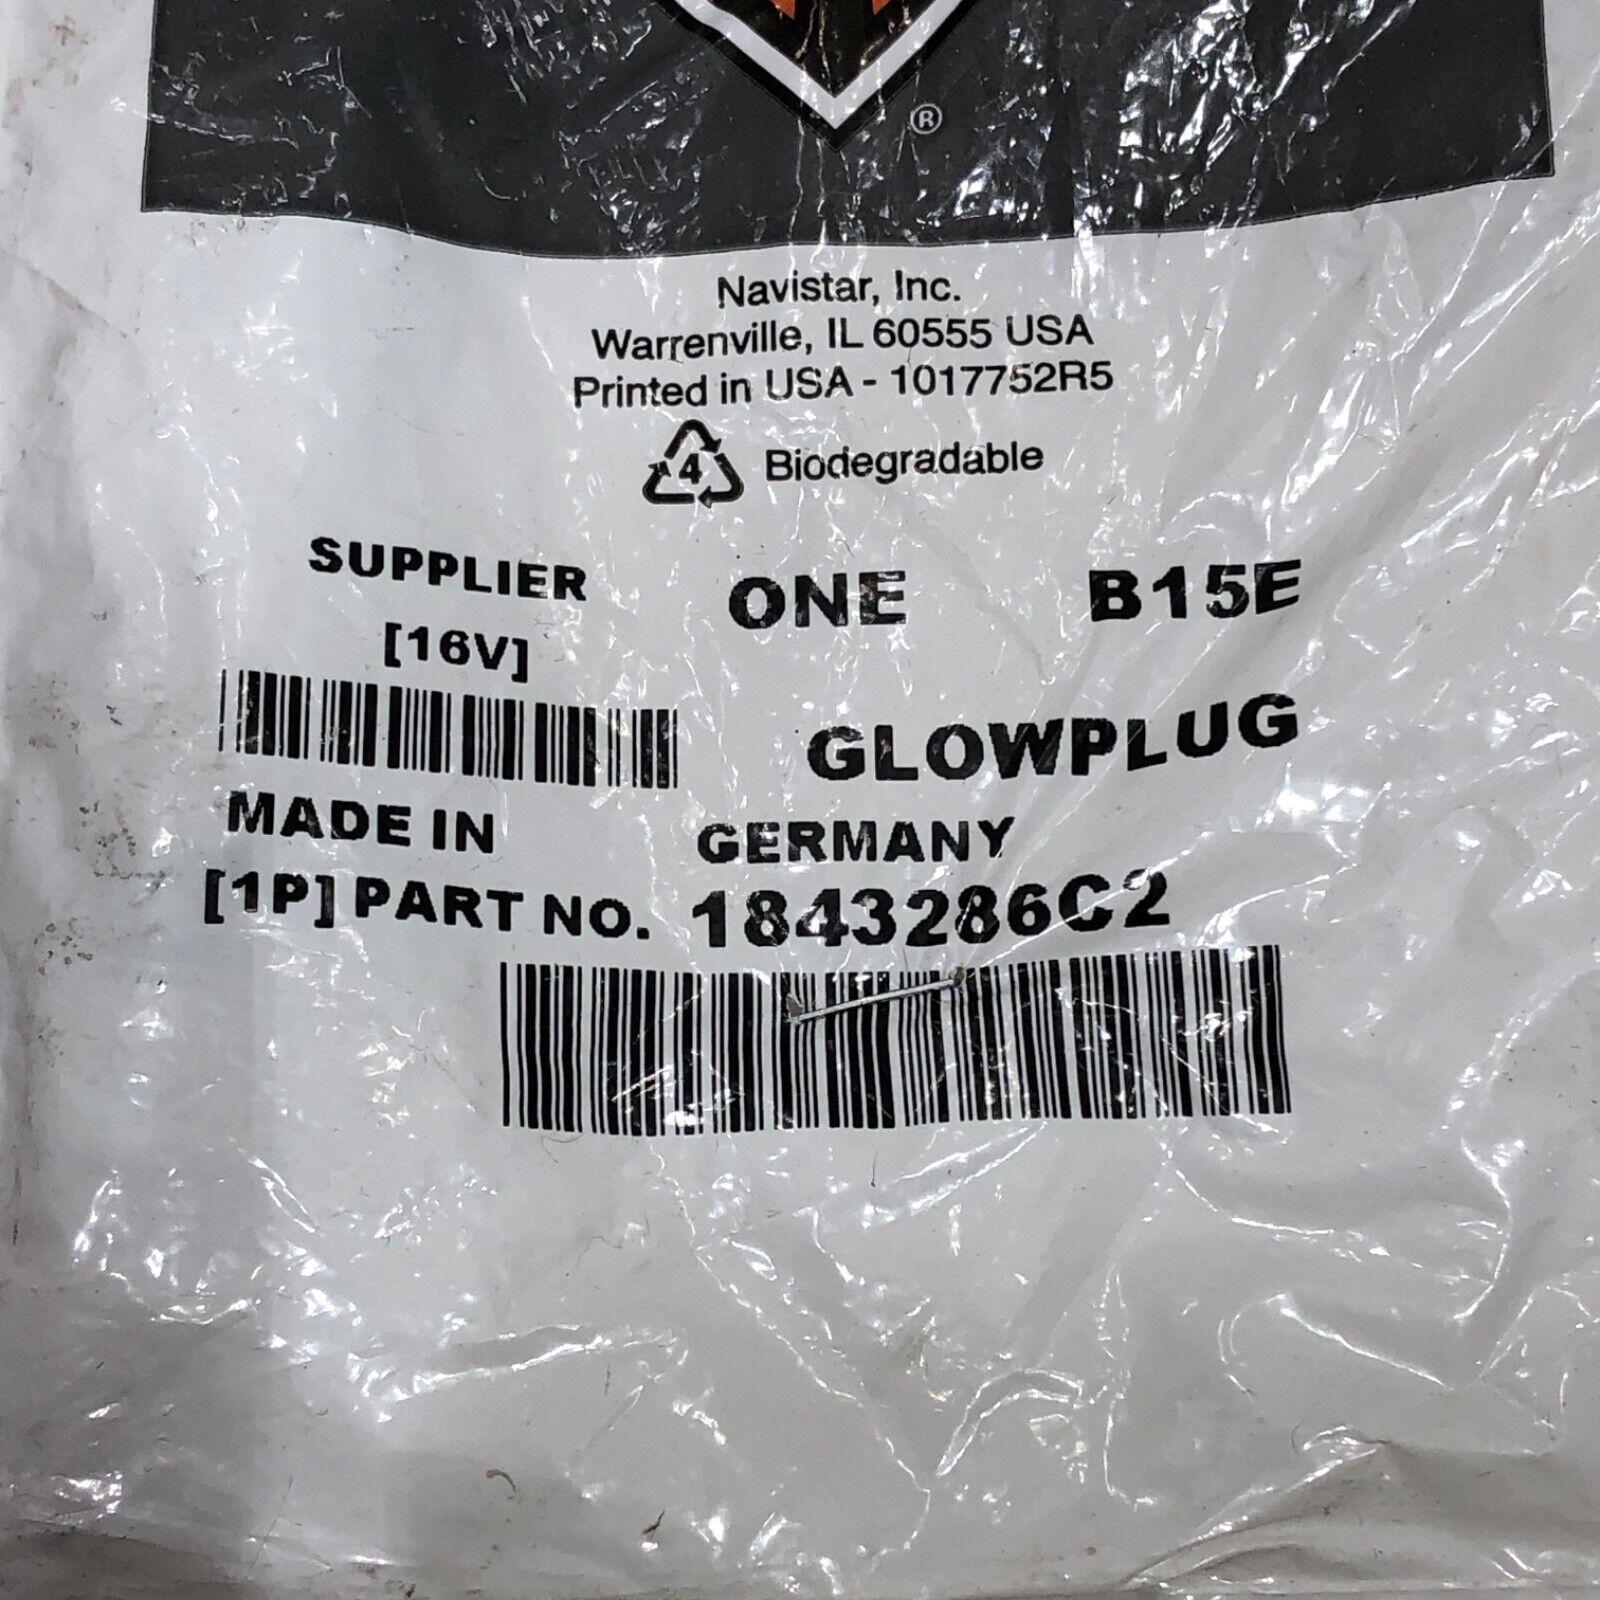 ®
Navistar, Inc.
Warrenville, IL 60555 USA
Printed in USA - 1017752R5
4 Biodegradable
SUPPLIER ONE B15E
[16V]
GLOWPLUG
MADE IN GERMANY
[1P] PART NO. 1843286C2